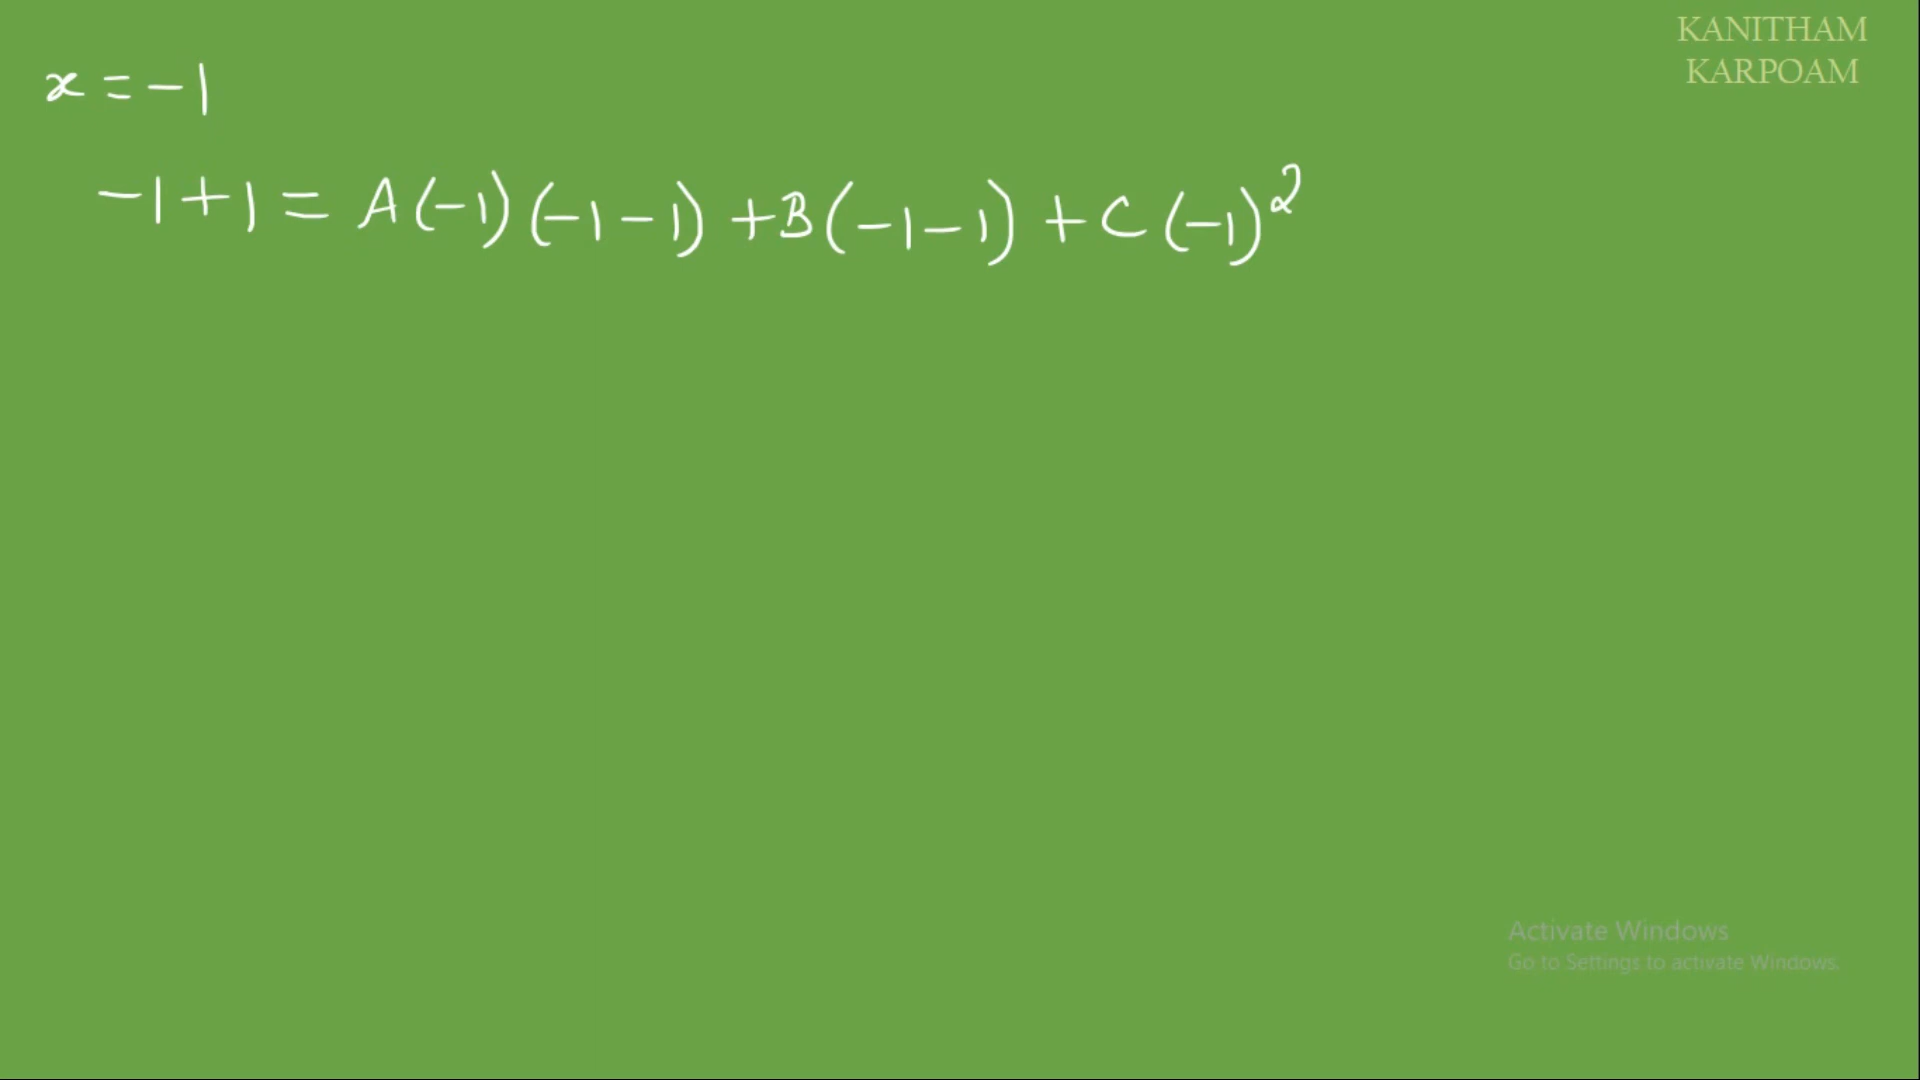 KANITHAM
KARPOAM
x = -1
-1+1 = A(-1)(-1-1) + B(-1-1) + C(-1)²
Activate Windows
Go to Settings to activate Windows.